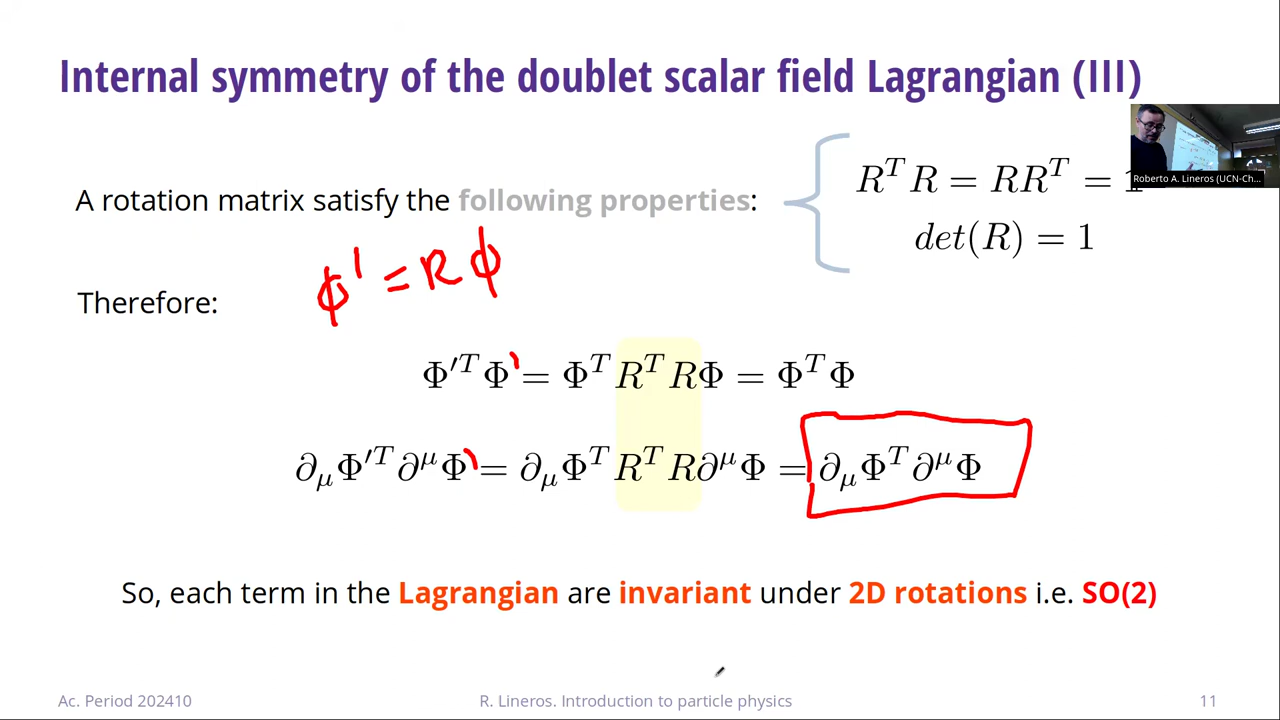 Internal symmetry of the doublet scalar field Lagrangian (III)
Roberto A. Lineros (UCN-Ch...
A rotation matrix satisfy the following properties:
R^T R = RR^T = 1
det(R) = 1
ϕ' = R ϕ
Therefore:
Φ'^T Φ' = Φ^T R^T R Φ = Φ^T Φ
∂_μ Φ'^T ∂^μ Φ' = ∂_μ Φ^T R^T R ∂^μ Φ = ∂_μ Φ^T ∂^μ Φ
So, each term in the Lagrangian are invariant under 2D rotations i.e. SO(2)
Ac. Period 202410
R. Lineros. Introduction to particle physics
11